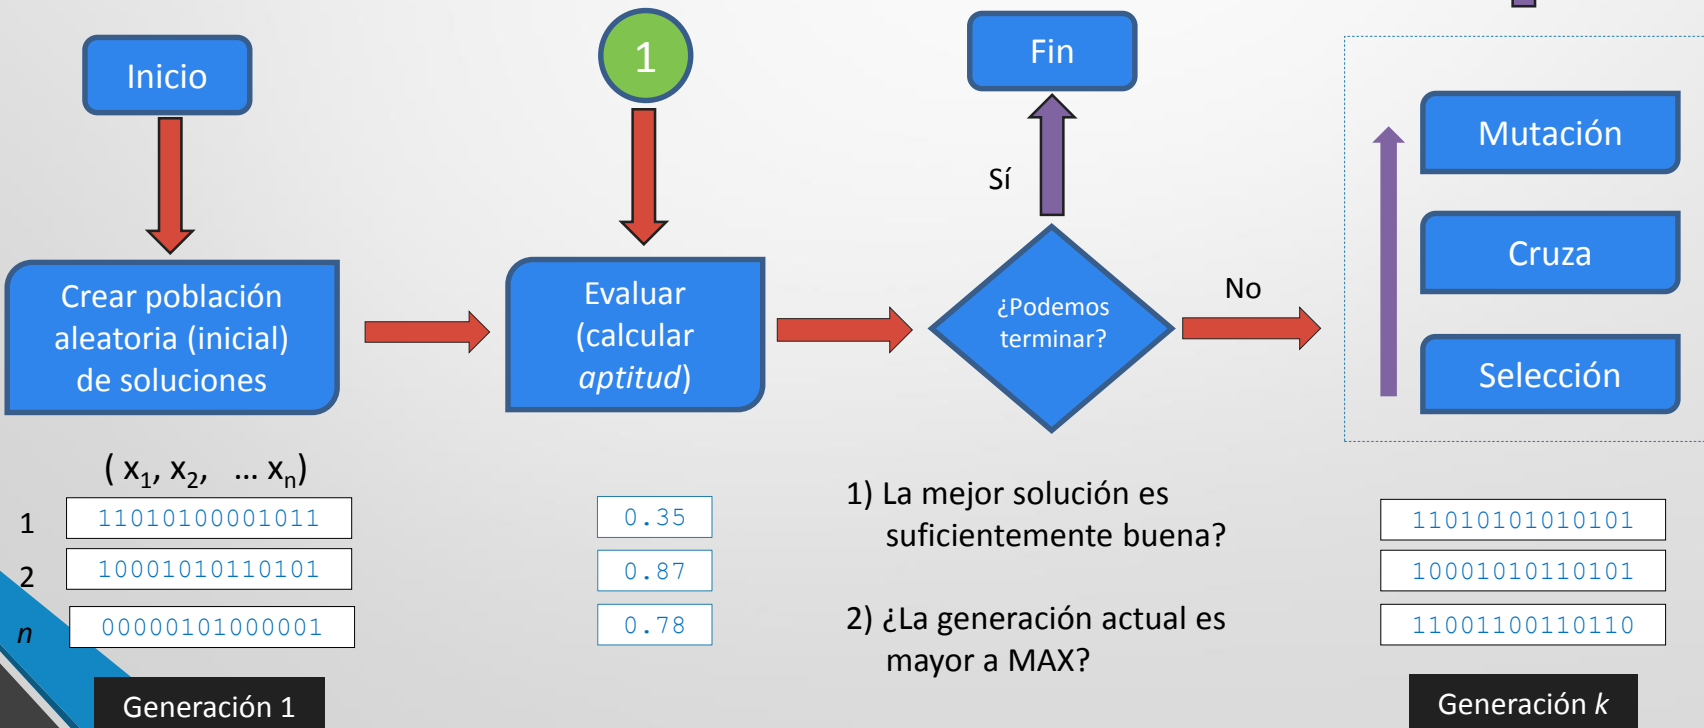 Inicio
1
Fin
Sí
Crear población
aleatoria (inicial)
de soluciones
Evaluar
(calcular
aptitud)
¿Podemos
terminar?
No
Mutación
Cruza
Selección
( x₁, x₂, ... xₙ)
1 11010100001011
2 10001010110101
n 00000101000001
Generación 1
0.35
0.87
0.78
1) La mejor solución es
suficientemente buena?
2) ¿La generación actual es
mayor a MAX?
11010101010101
10001010110101
11001100110110
Generación k